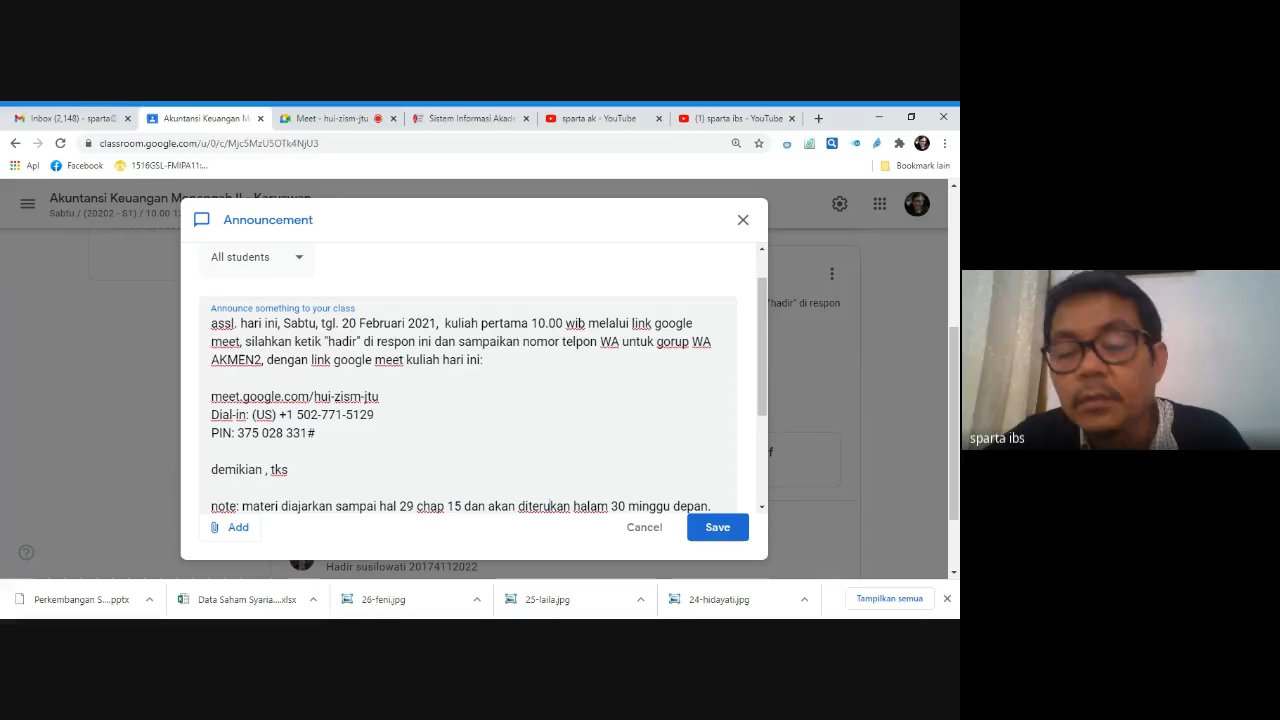 Inbox (2,148) - sparta@
Akuntansi Keuangan M
Meet - hui-zism-jtu
Sistem Informasi Akade
sparta ak - YouTube
(1) sparta ibs - YouTube
classroom.google.com/u/0/c/Mjc5MzU5OTk4NjU3
Apl
Facebook
1516GSL-FMIPA11:...
Bookmark lain
Akuntansi Keuangan Menengah II - Karyawan
Sabtu / (20202 - S1) / 10.00 1
Announcement
All students
"hadir" di respon
Announce something to your class
assl. hari ini, Sabtu, tgl. 20 Februari 2021, kuliah pertama 10.00 wib melalui link google
meet, silahkan ketik "hadir" di respon ini dan sampaikan nomor telpon WA untuk gorup WA
AKMEN2, dengan link google meet kuliah hari ini:
meet.google.com/hui-zism-jtu
Dial-in: (US) +1 502-771-5129
PIN: 375 028 331#
demikian , tks
note: materi diajarkan sampai hal 29 chap 15 dan akan diterukan halam 30 minggu depan.
Add
Cancel
Save
Hadir susilowati 20174112022
Perkembangan S....pptx
Data Saham Syaria....xlsx
26-feni.jpg
25-laila.jpg
24-hidayati.jpg
Tampilkan semua
sparta ibs